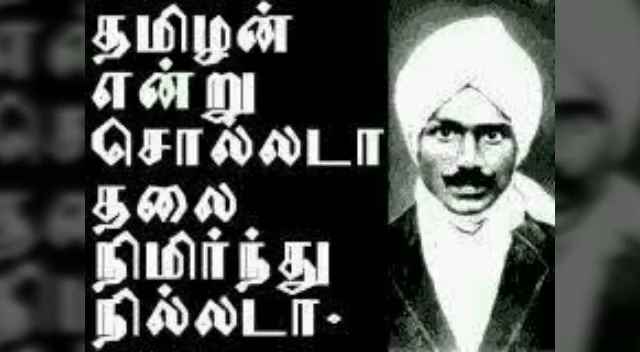 தமிழன்
என்று
சொல்லடா
தலை
நிமிர்ந்து
நில்லடா.